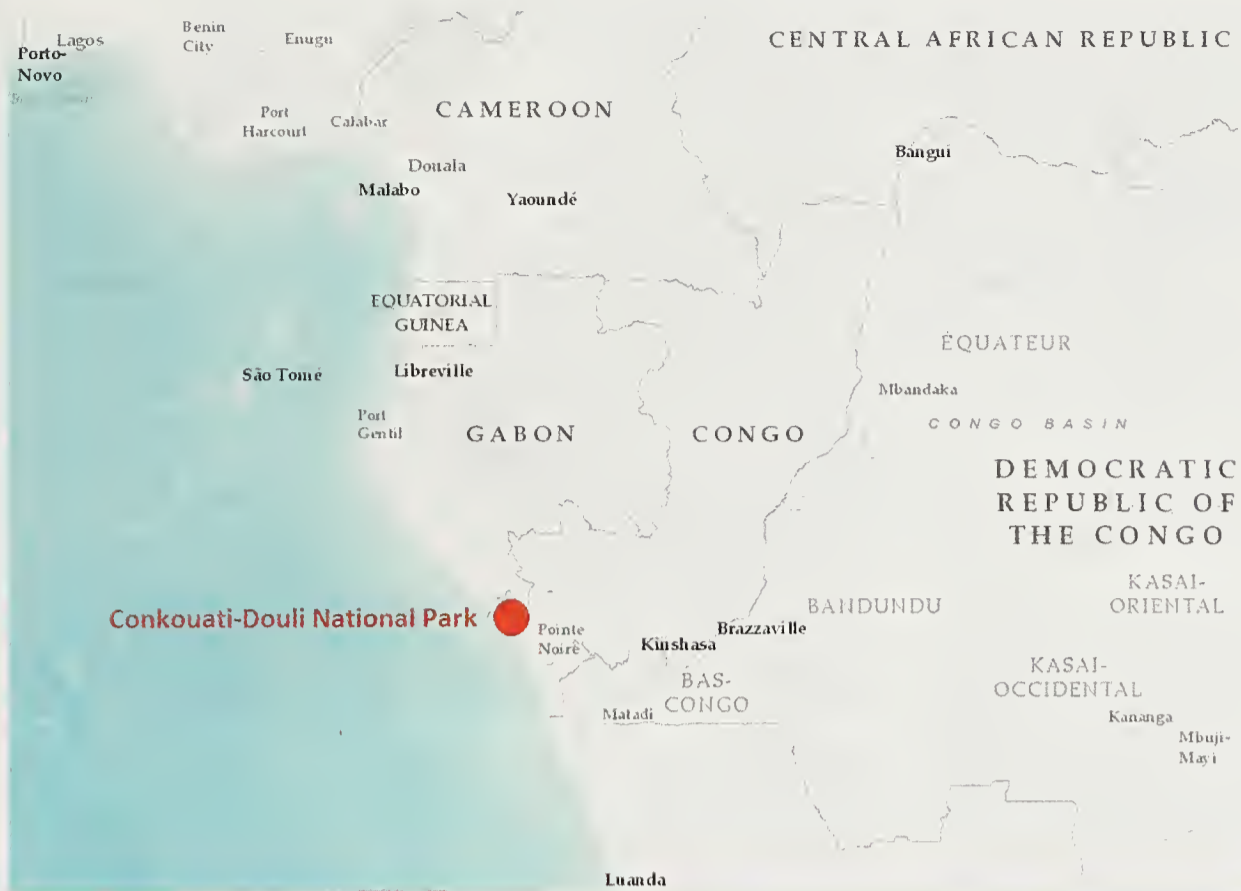 Lagos
Porto-
Novo
Benin
City
Enugu
CENTRAL AFRICAN REPUBLIC
Port
Harcourt
Calabar
CAMEROON
Bangui
Douala
Malabo
Yaoundé
EQUATORIAL
GUINEA
ÉQUATEUR
São Tomé
Libreville
Mbandaka
Port
Gentil
GABON
CONGO
CONGO BASIN
DEMOCRATIC
REPUBLIC OF
THE CONGO
KASAI-
ORIENTAL
Conkouati-Douli National Park
BANDUNDU
Pointe
Noire
Brazzaville
Kinshasa
KASAI-
OCCIDENTAL
BAS-
CONGO
Matadi
Kananga
Mbuji-
Mayi
Luanda